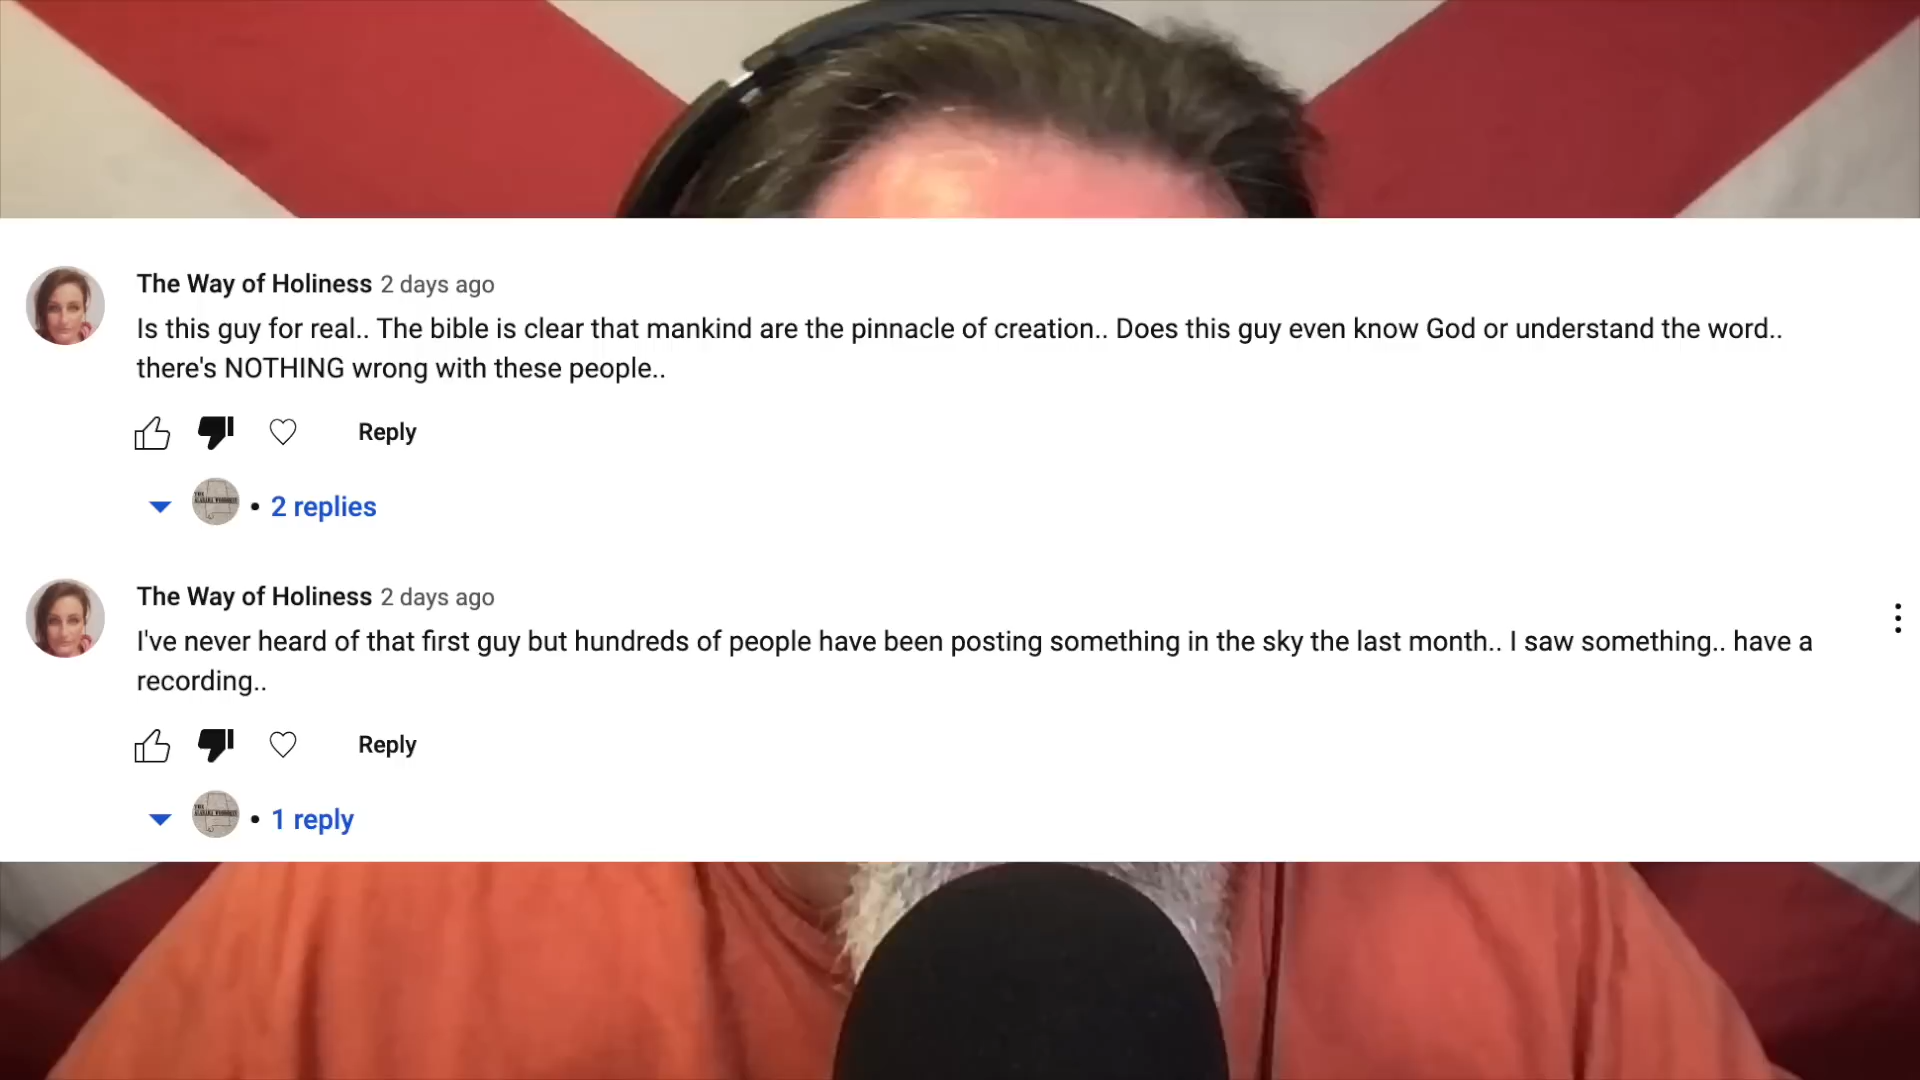 The Way of Holiness 2 days ago
Is this guy for real.. The bible is clear that mankind are the pinnacle of creation.. Does this guy even know God or understand the word..
there's NOTHING wrong with these people..
Reply
• 2 replies
The Way of Holiness 2 days ago
I've never heard of that first guy but hundreds of people have been posting something in the sky the last month.. I saw something.. have a
recording..
Reply
• 1 reply